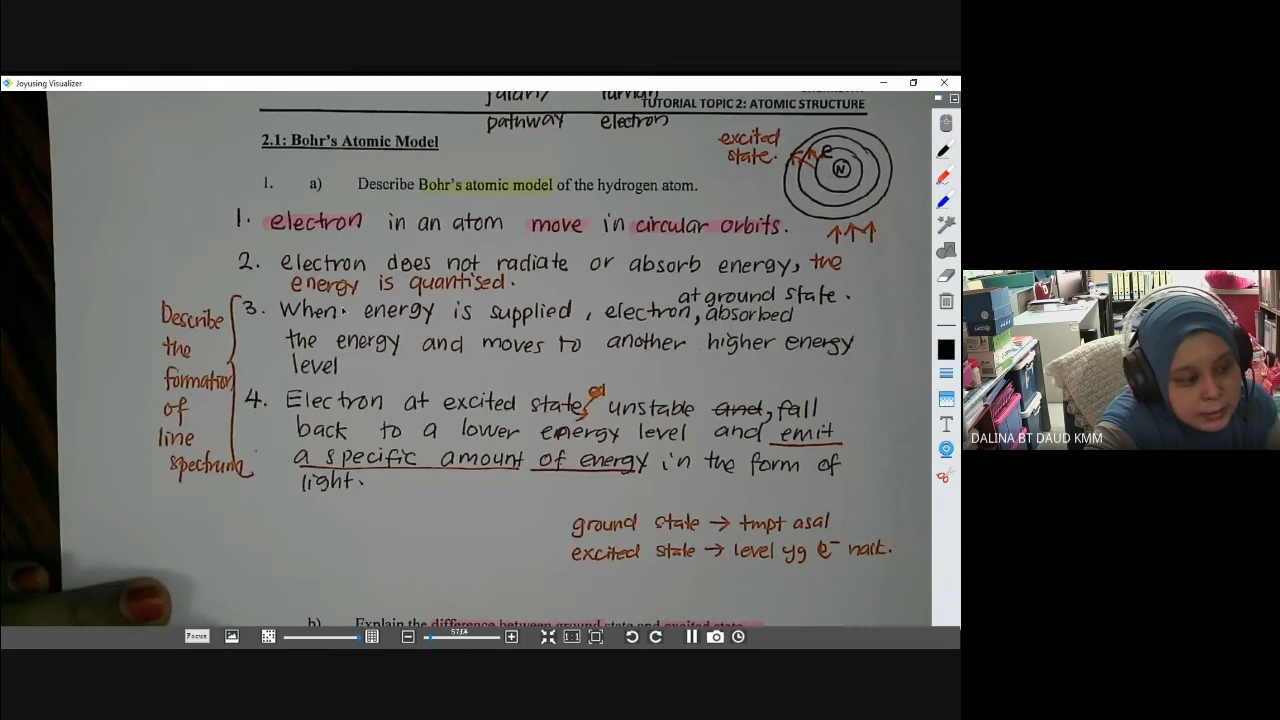 Joyusing Visualizer
TUTORIAL TOPIC 2: ATOMIC STRUCTURE
pathway electron
2.1: Bohr's Atomic Model
excited
state.
e
N
1. a) Describe Bohr's atomic model of the hydrogen atom.
1. electron in an atom move in circular orbits.
2. electron does not radiate or absorb energy, the
energy is quantised.
at ground state.
3. When energy is supplied, electron, absorbed
the energy and moves to another higher energy
level
4. Electron at excited state unstable and, fall
back to a lower energy level and emit
a specific amount of energy in the form of
light.
Describe
the
formation
of
line
spectrum
ground state → tmpt asal
excited state → level yg e⁻ naik.
b) Explain the difference between ground state and excited state
Focus
1:1
T
DALINA BT DAUD KMM